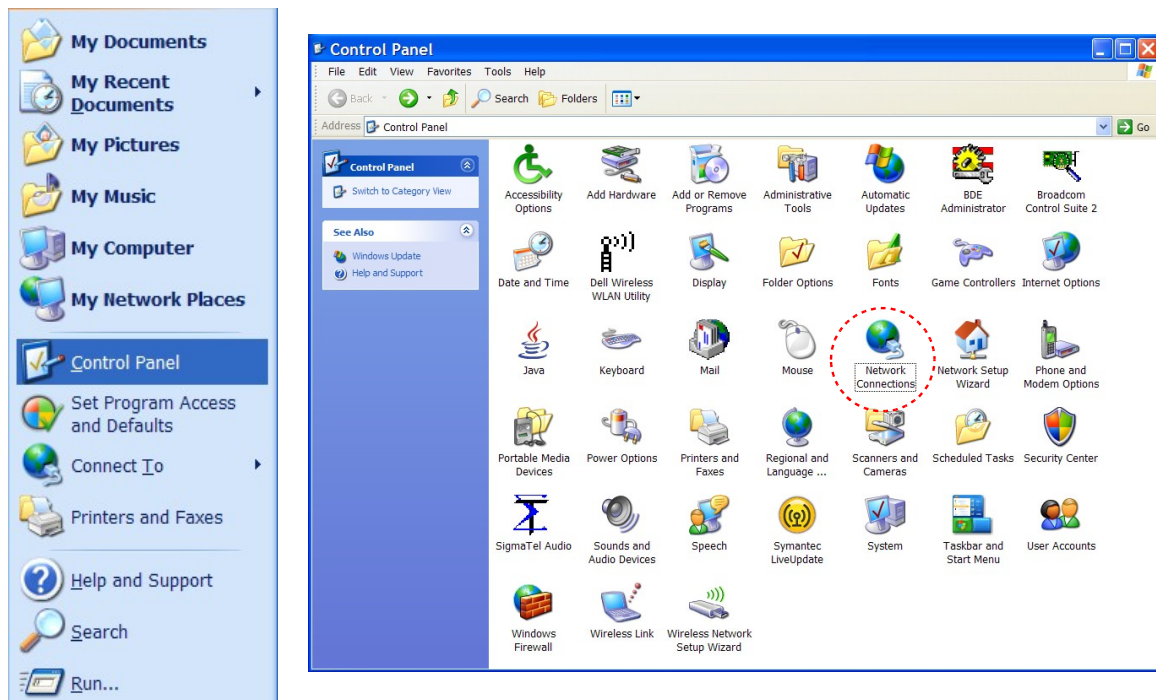 My Documents
My Recent
Documents
My Pictures
My Music
My Computer
My Network Places
Control Panel
Set Program Access
and Defaults
Connect To
Printers and Faxes
Help and Support
Search
Run...
Control Panel
File Edit View Favorites Tools Help
Back Search Folders
Address Control Panel Go
Control Panel
Switch to Category View
See Also
Windows Update
Help and Support
Accessibility
Options
Add Hardware
Add or Remove
Programs
Administrative
Tools
Automatic
Updates
BDE
Administrator
Broadcom
Control Suite 2
Date and Time
Dell Wireless
WLAN Utility
Display
Folder Options
Fonts
Game Controllers
Internet Options
Java
Keyboard
Mail
Mouse
Network
Connections
Network Setup
Wizard
Phone and
Modem Options
Portable Media
Devices
Power Options
Printers and
Faxes
Regional and
Language ...
Scanners and
Cameras
Scheduled Tasks
Security Center
SigmaTel Audio
Sounds and
Audio Devices
Speech
Symantec
LiveUpdate
System
Taskbar and
Start Menu
User Accounts
Windows
Firewall
Wireless Link
Wireless Network
Setup Wizard